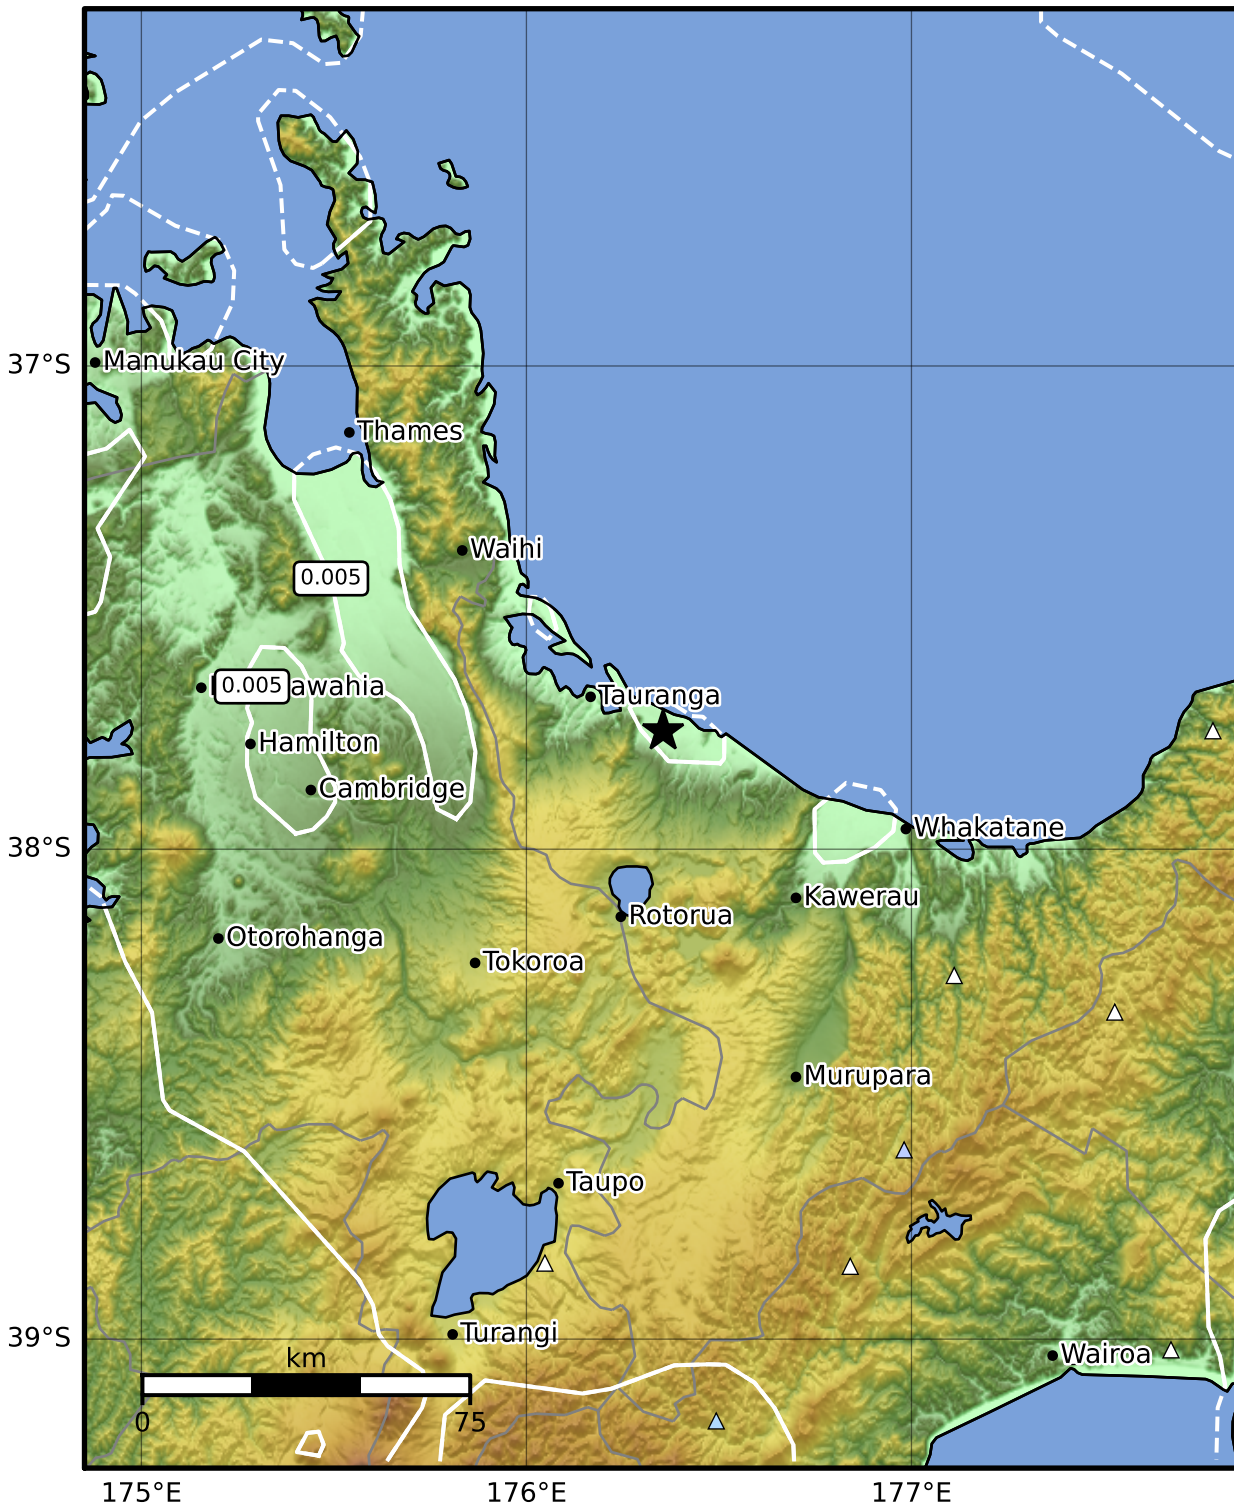 37°S
38°S
39°S
Manukau City
Thames
Waihi
0.005
0.005
awahia
Tauranga
Hamilton
Cambridge
Whakatane
Kawerau
Rotorua
Otorohanga
Tokoroa
Murupara
Taupo
Turangi
Wairoa
km
0
75
175°E
176°E
177°E